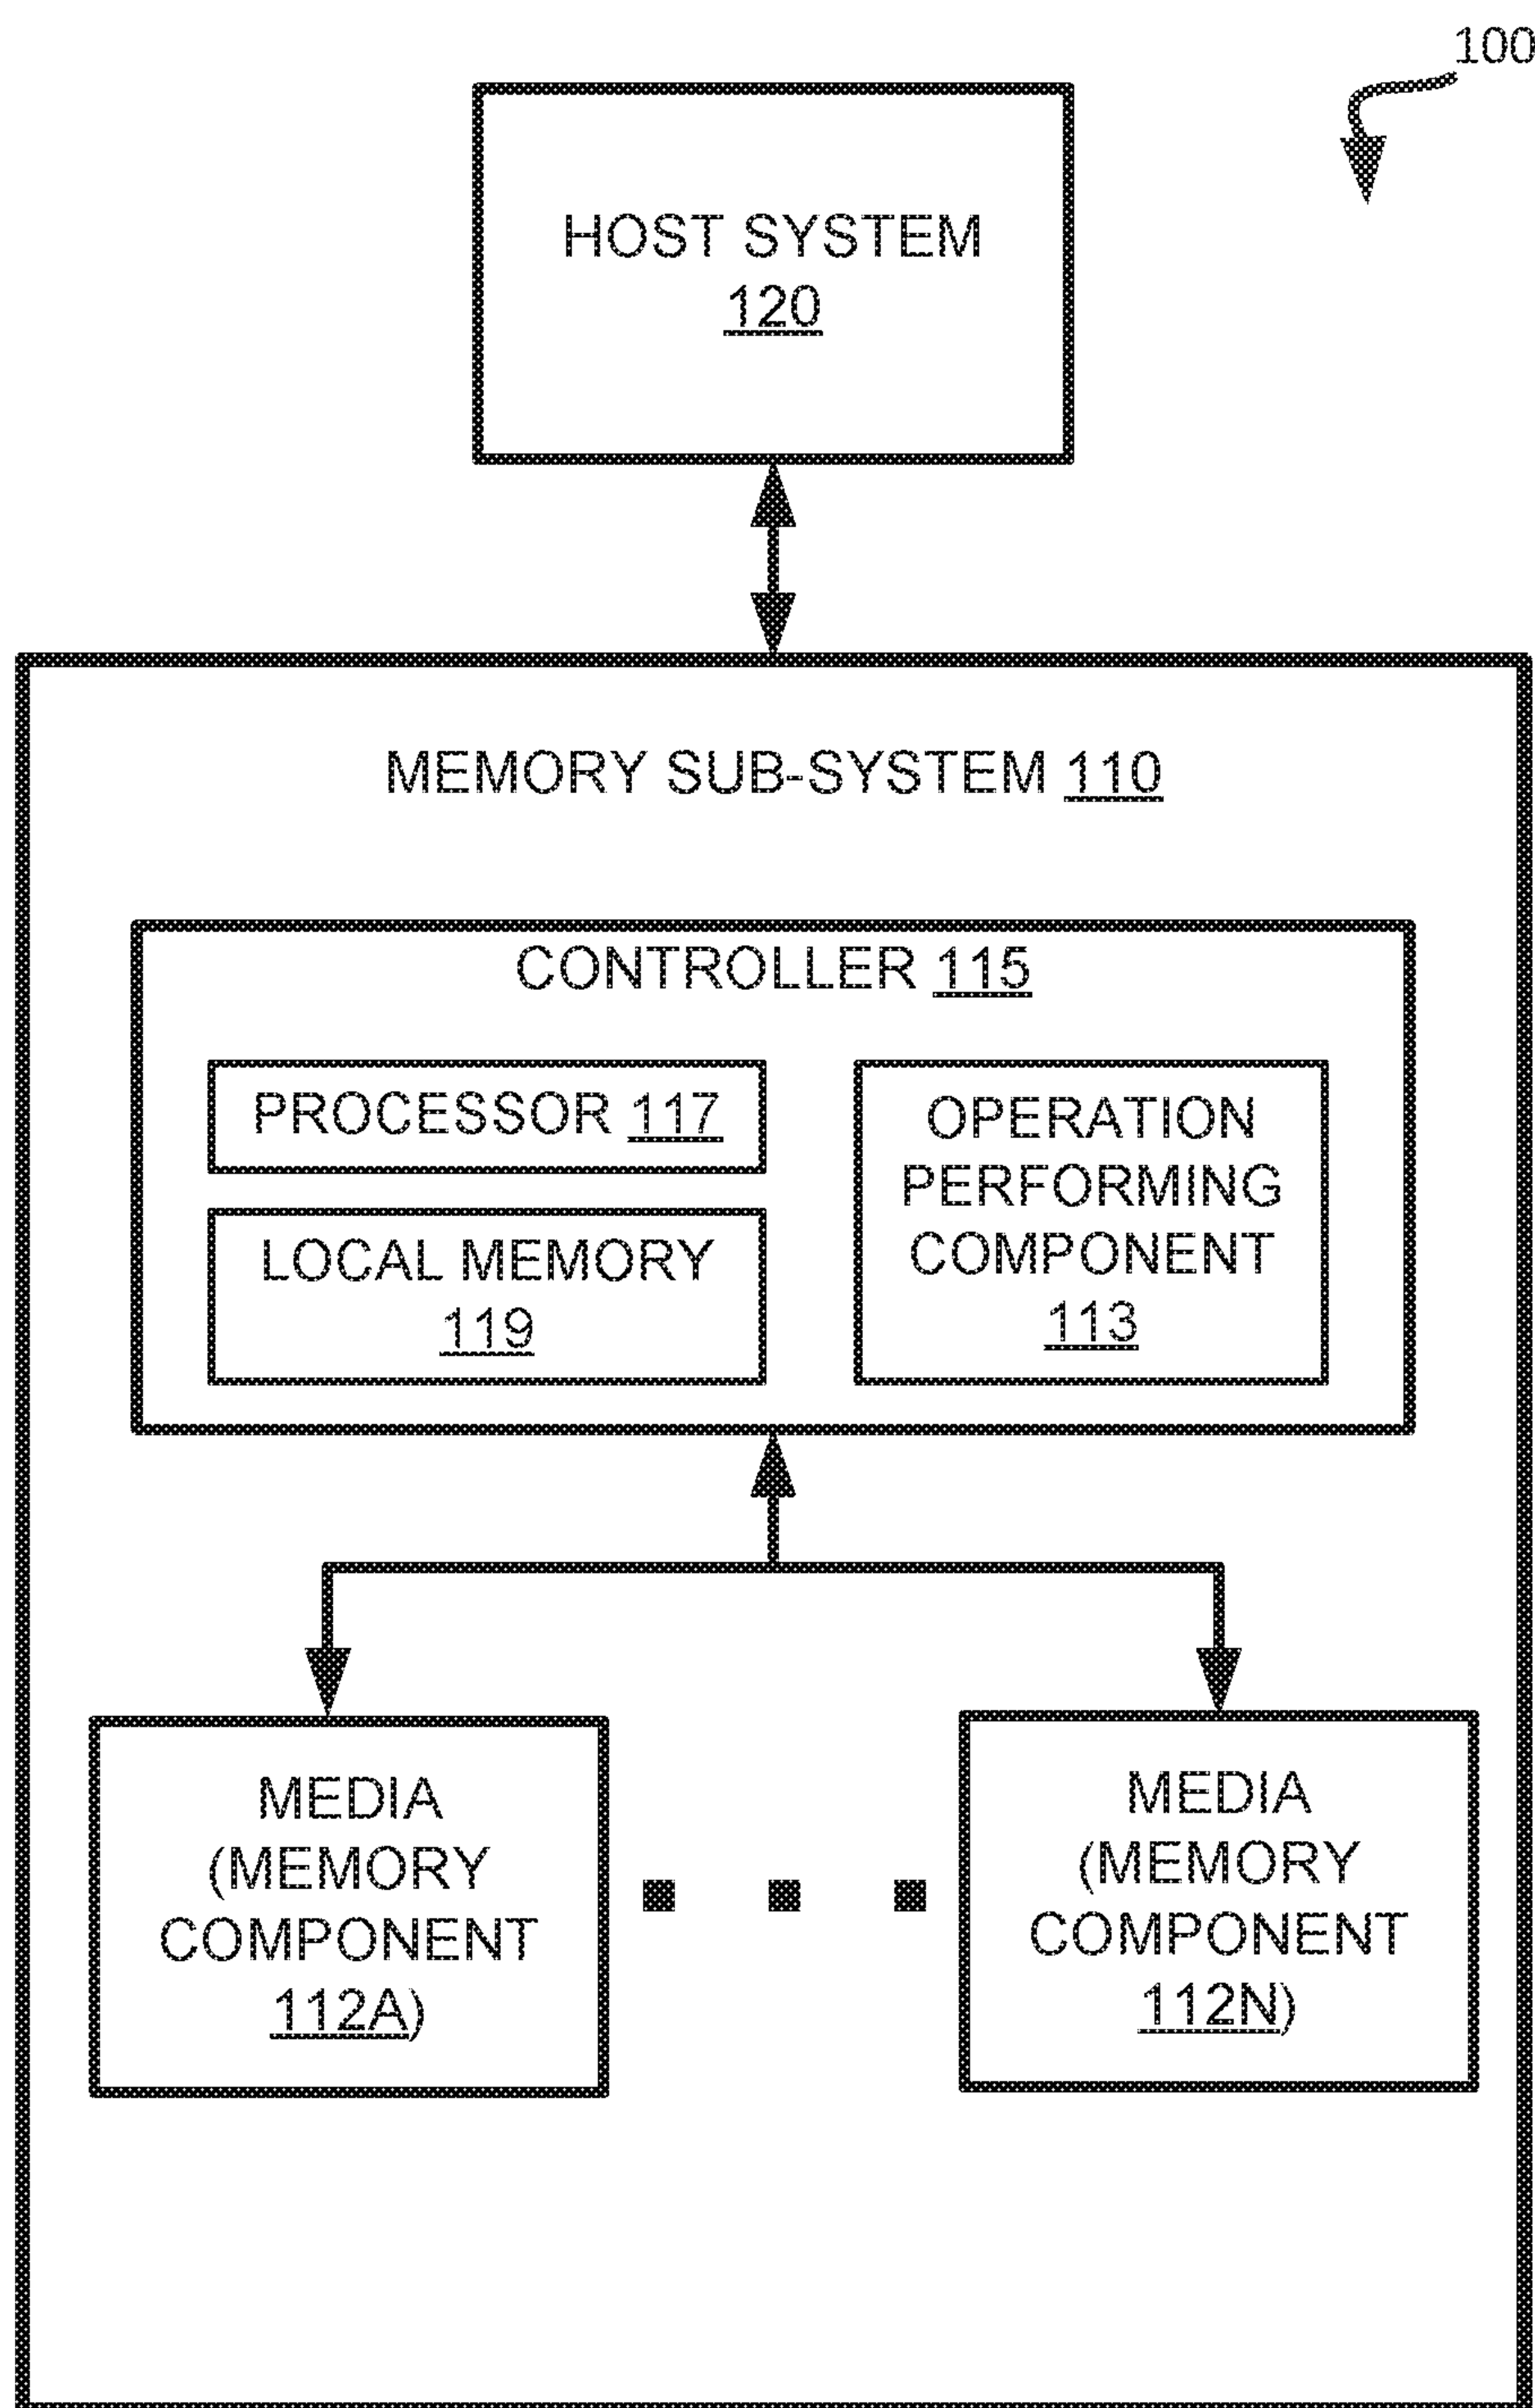 100
HOST SYSTEM
120
MEMORY SUB-SYSTEM 110
CONTROLLER 115
PROCESSOR 117
LOCAL MEMORY
119
OPERATION
PERFORMING
COMPONENT
113
MEDIA
(MEMORY
COMPONENT
112A)
MEDIA
(MEMORY
COMPONENT
112N)